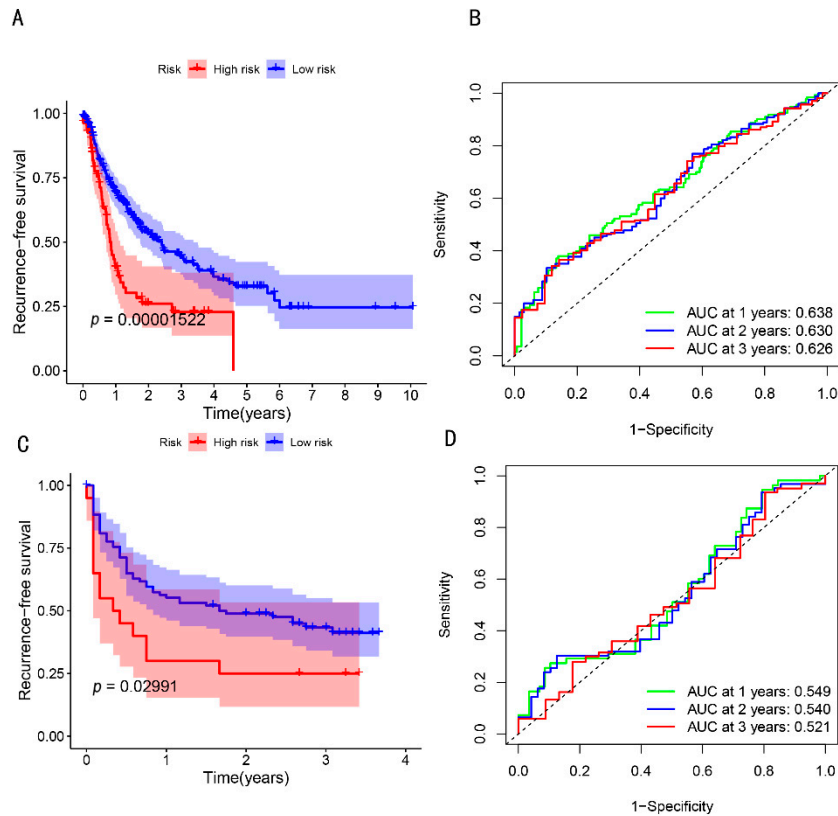 A
Risk High risk Low risk
Recurrence-free survival
1.00
0.75
0.50
0.25
0.00
p = 0.00001522
0 1 2 3 4 5 6 7 8 9 10
Time(years)
B
Sensitivity
1.0
0.8
0.6
0.4
0.2
0.0
AUC at 1 years: 0.638
AUC at 2 years: 0.630
AUC at 3 years: 0.626
0.0 0.2 0.4 0.6 0.8 1.0
1-Specificity
C
Risk High risk Low risk
Recurrence-free survival
1.00
0.75
0.50
0.25
0.00
p = 0.02991
0 1 2 3 4
Time(years)
D
Sensitivity
1.0
0.8
0.6
0.4
0.2
0.0
AUC at 1 years: 0.549
AUC at 2 years: 0.540
AUC at 3 years: 0.521
0.0 0.2 0.4 0.6 0.8 1.0
1-Specificity